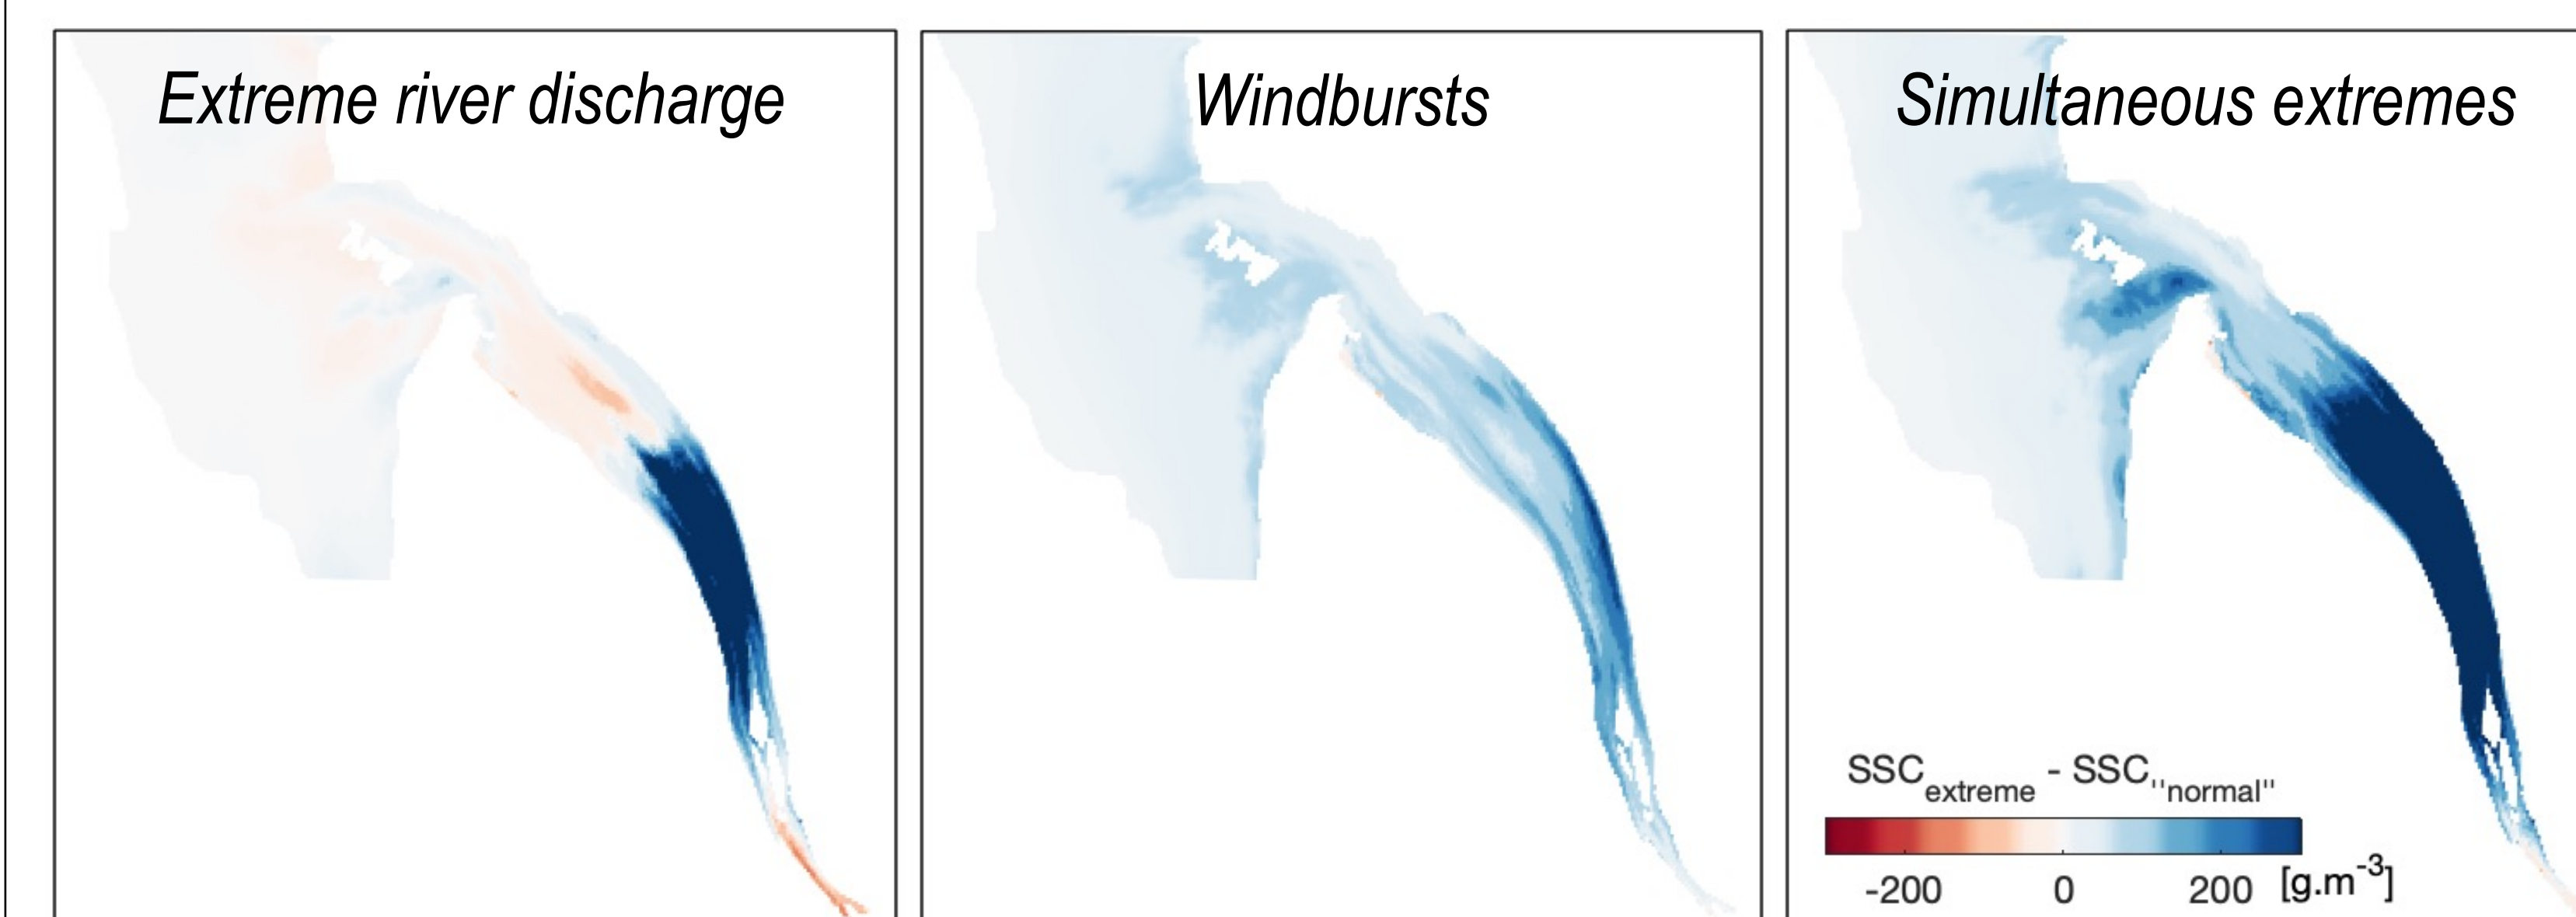 Extreme river discharge
Windbursts
Simultaneous extremes
SSCextreme - SSC"normal"
-200 0 200 [g.m-3]